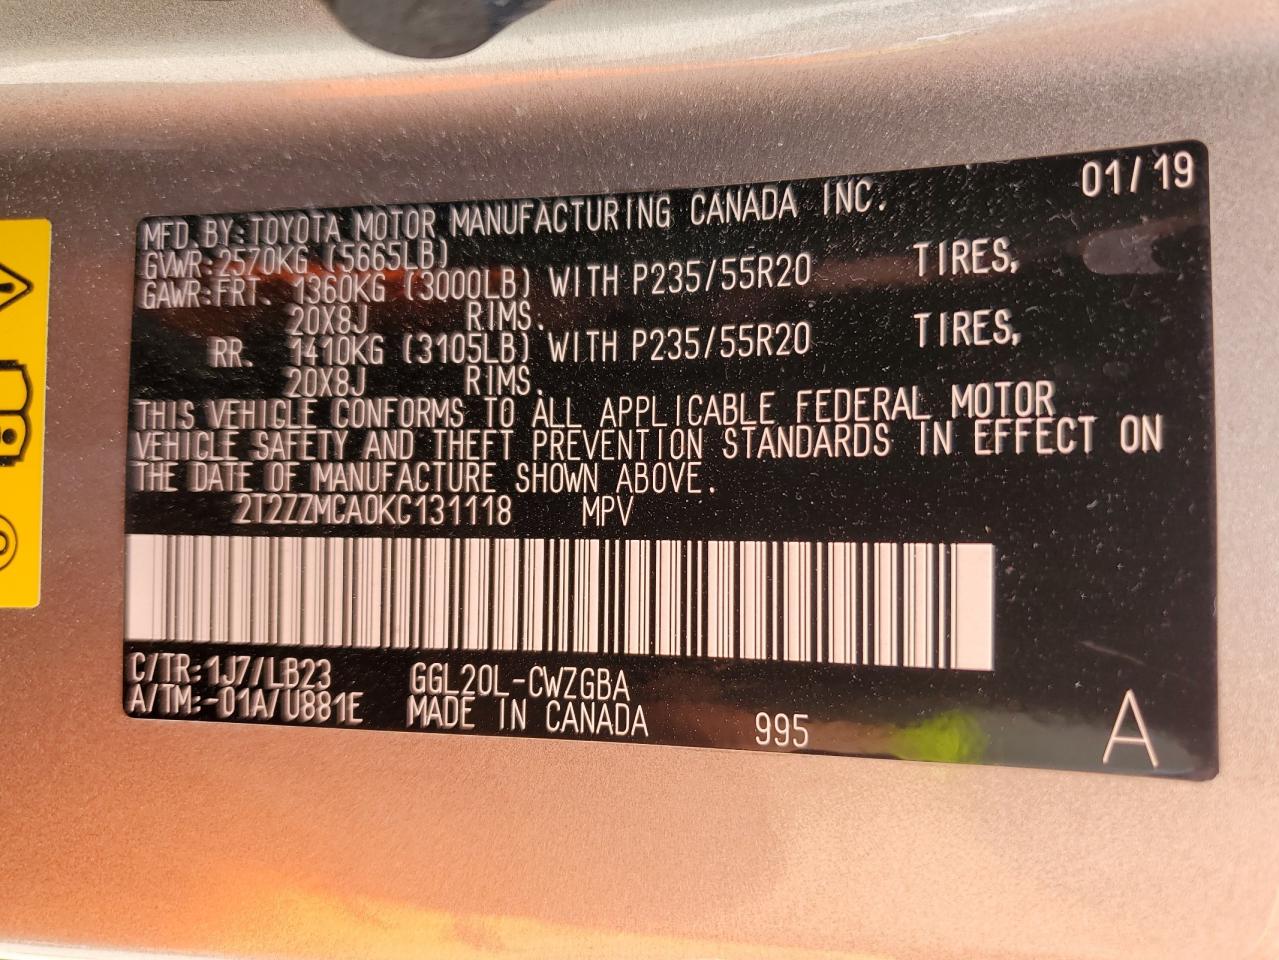 01/19
MFD.BY:TOYOTA MOTOR MANUFACTURING CANADA INC.
GVWR:2570KG (5665LB)
GAWR:FRT. 1360KG (3000LB) WITH P235/55R20 TIRES,
20X8J RIMS.
RR. 1410KG (3105LB) WITH P235/55R20 TIRES,
20X8J RIMS.
THIS VEHICLE CONFORMS TO ALL APPLICABLE FEDERAL MOTOR
VEHICLE SAFETY AND THEFT PREVENTION STANDARDS IN EFFECT ON
THE DATE OF MANUFACTURE SHOWN ABOVE.
2T2ZZMCA0KC131118 MPV
C/TR:1J7/LB23 GGL20L-CWZGBA
A/TM:-01A/U881E MADE IN CANADA 995 A